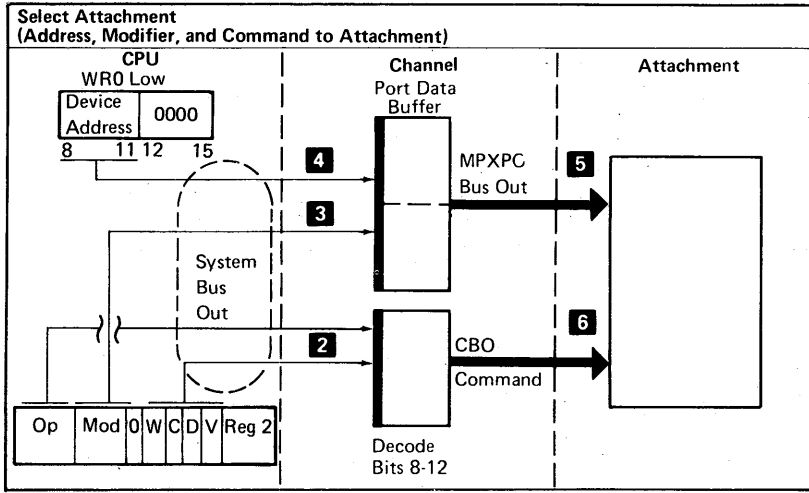 Select Attachment
(Address, Modifier, and Command to Attachment)
CPU
WR0 Low
Device
Address
0000
8 11 12 15
Channel
Port Data
Buffer
Attachment
4
MPXPO
Bus Out
5
3
System
Bus
Out
2
CBO
Command
6
Op Mod 0 W C D V Reg 2
Decode
Bits 8-12